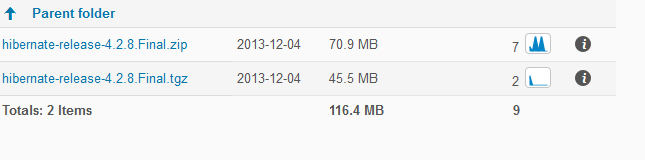 Parent folder
hibernate-release-4.2.8.Final.zip 2013-12-04 70.9 MB 7
hibernate-release-4.2.8.Final.tgz 2013-12-04 45.5 MB 2
Totals: 2 Items 116.4 MB 9